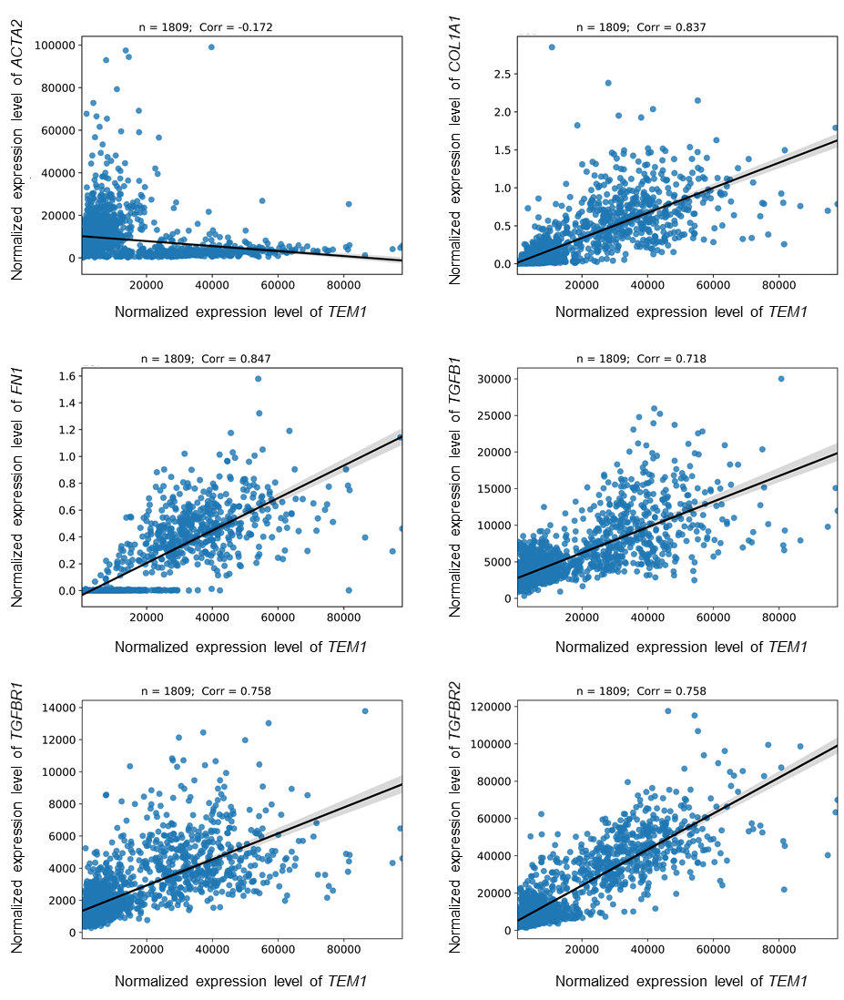 n = 1809; Corr = -0.172
Normalized expression level of ACTA2
100000
80000
60000
40000
20000
0
20000 40000 60000 80000
Normalized expression level of TEM1
n = 1809; Corr = 0.837
Normalized expression level of COL1A1
2.5
2.0
1.5
1.0
0.5
0.0
20000 40000 60000 80000
Normalized expression level of TEM1
n = 1809; Corr = 0.847
Normalized expression level of FN1
1.6
1.4
1.2
1.0
0.8
0.6
0.4
0.2
0.0
20000 40000 60000 80000
Normalized expression level of TEM1
n = 1809; Corr = 0.718
Normalized expression level of TGFB1
30000
25000
20000
15000
10000
5000
0
20000 40000 60000 80000
Normalized expression level of TEM1
n = 1809; Corr = 0.758
Normalized expression level of TGFBR1
14000
12000
10000
8000
6000
4000
2000
0
20000 40000 60000 80000
Normalized expression level of TEM1
n = 1809; Corr = 0.758
Normalized expression level of TGFBR2
120000
100000
80000
60000
40000
20000
0
20000 40000 60000 80000
Normalized expression level of TEM1